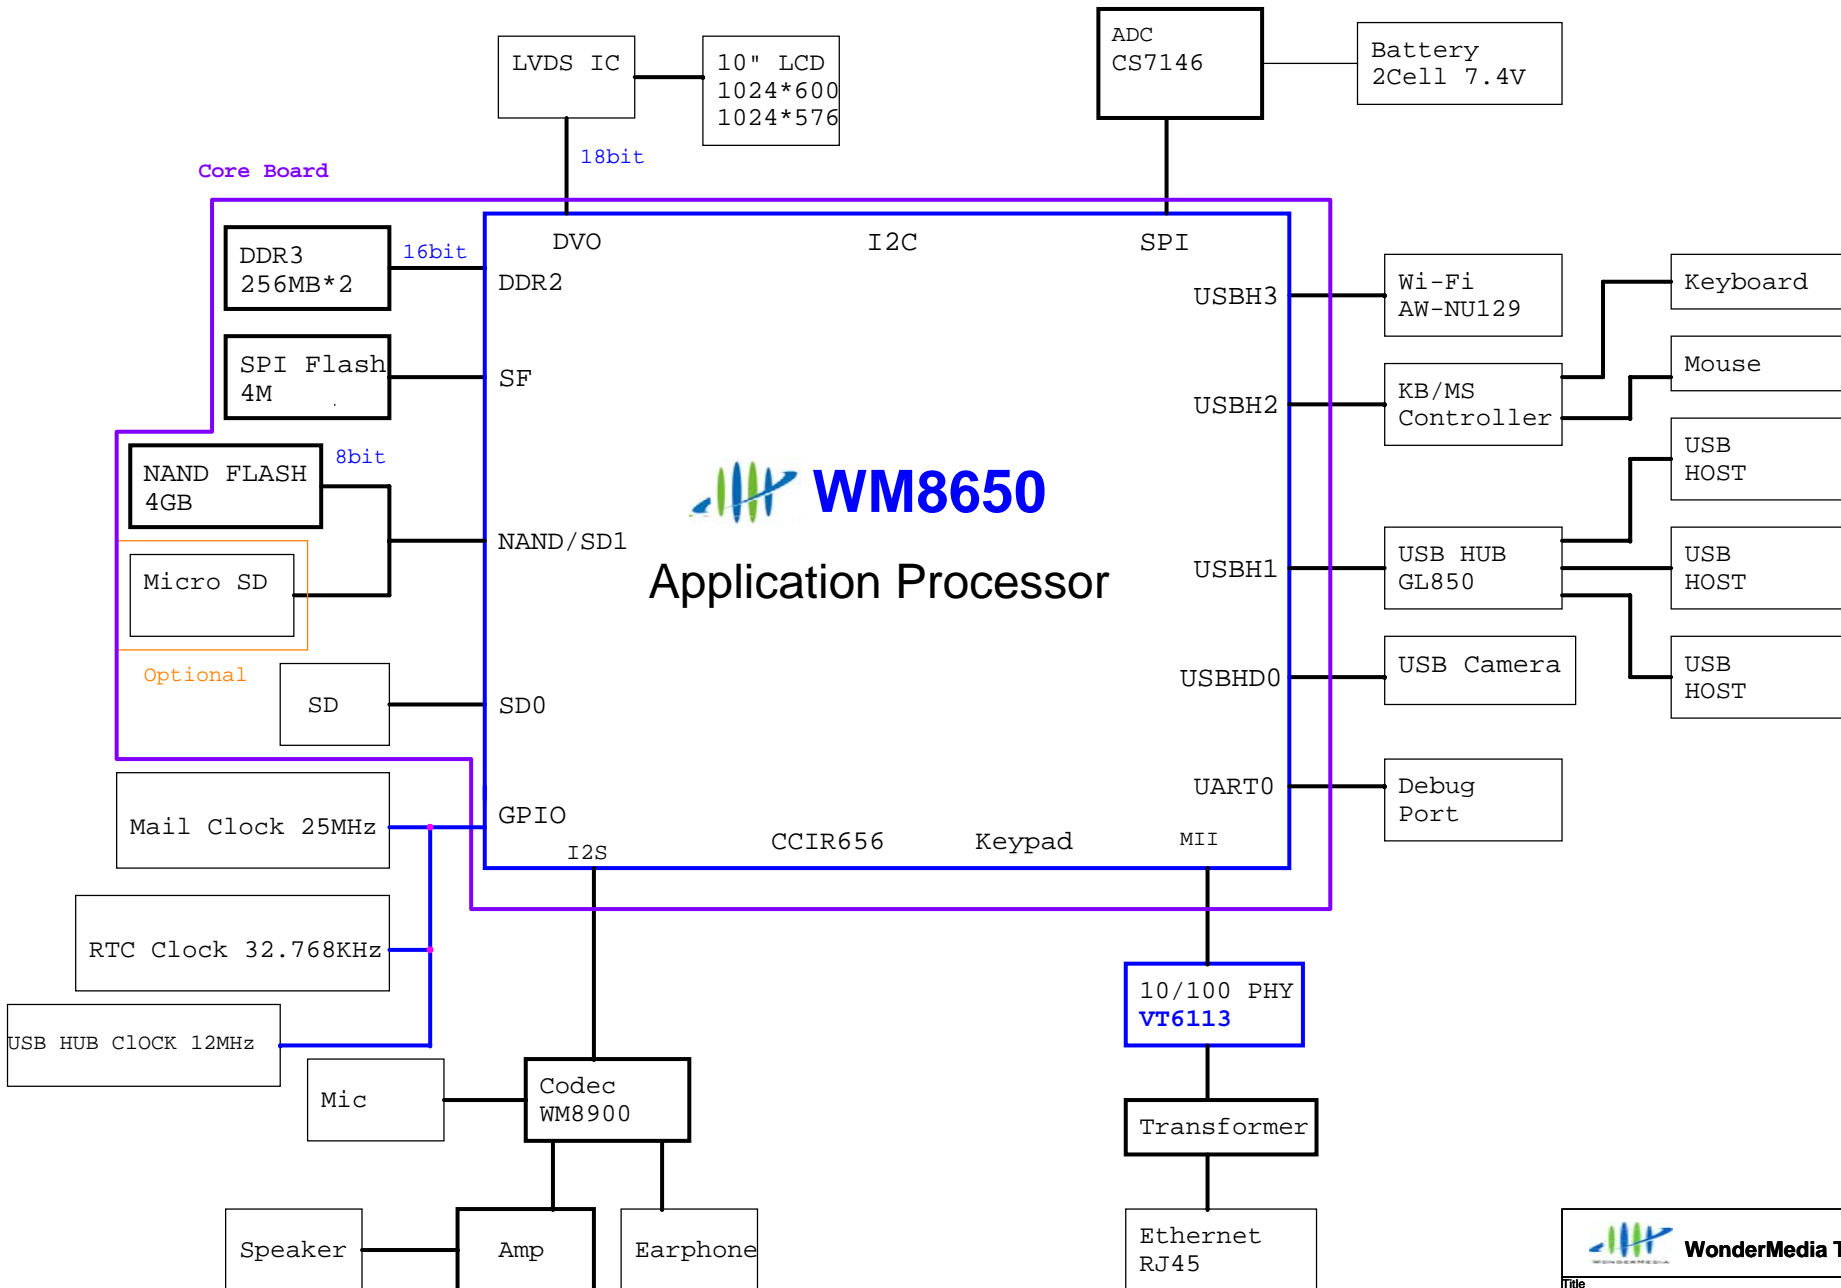 LVDS IC
10" LCD
1024*600
1024*576
ADC
CS7146
Battery
2Cell 7.4V
18bit
Core Board
DVO
I2C
SPI
DDR3
256MB*2
16bit
DDR2
SPI Flash
4M
SF
NAND FLASH
4GB
8bit
NAND/SD1
Micro SD
Optional
SD
SD0
WM8650
Application Processor
USBH3
Wi-Fi
AW-NU129
Keyboard
USBH2
KB/MS
Controller
Mouse
USB
HOST
USBH1
USB HUB
GL850
USB
HOST
USBHD0
USB Camera
USB
HOST
UART0
Debug
Port
Mail Clock 25MHz
GPIO
I2S
CCIR656
Keypad
MII
RTC Clock 32.768KHz
USB HUB ClOCK 12MHz
10/100 PHY
VT6113
Mic
Codec
WM8900
Transformer
Speaker
Amp
Earphone
Ethernet
RJ45
WONDERMEDIA
WonderMedia T
Title